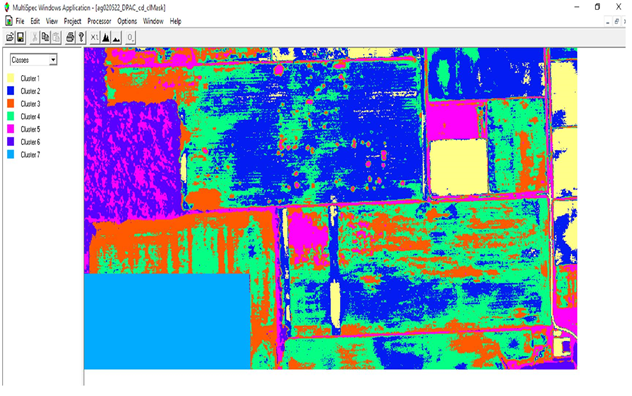 MultiSpec Windows Application - [ag020522_DPAC_cd_clMask]
File Edit View Project Processor Options Window Help
×1
Classes
Cluster 1
Cluster 2
Cluster 3
Cluster 4
Cluster 5
Cluster 6
Cluster 7